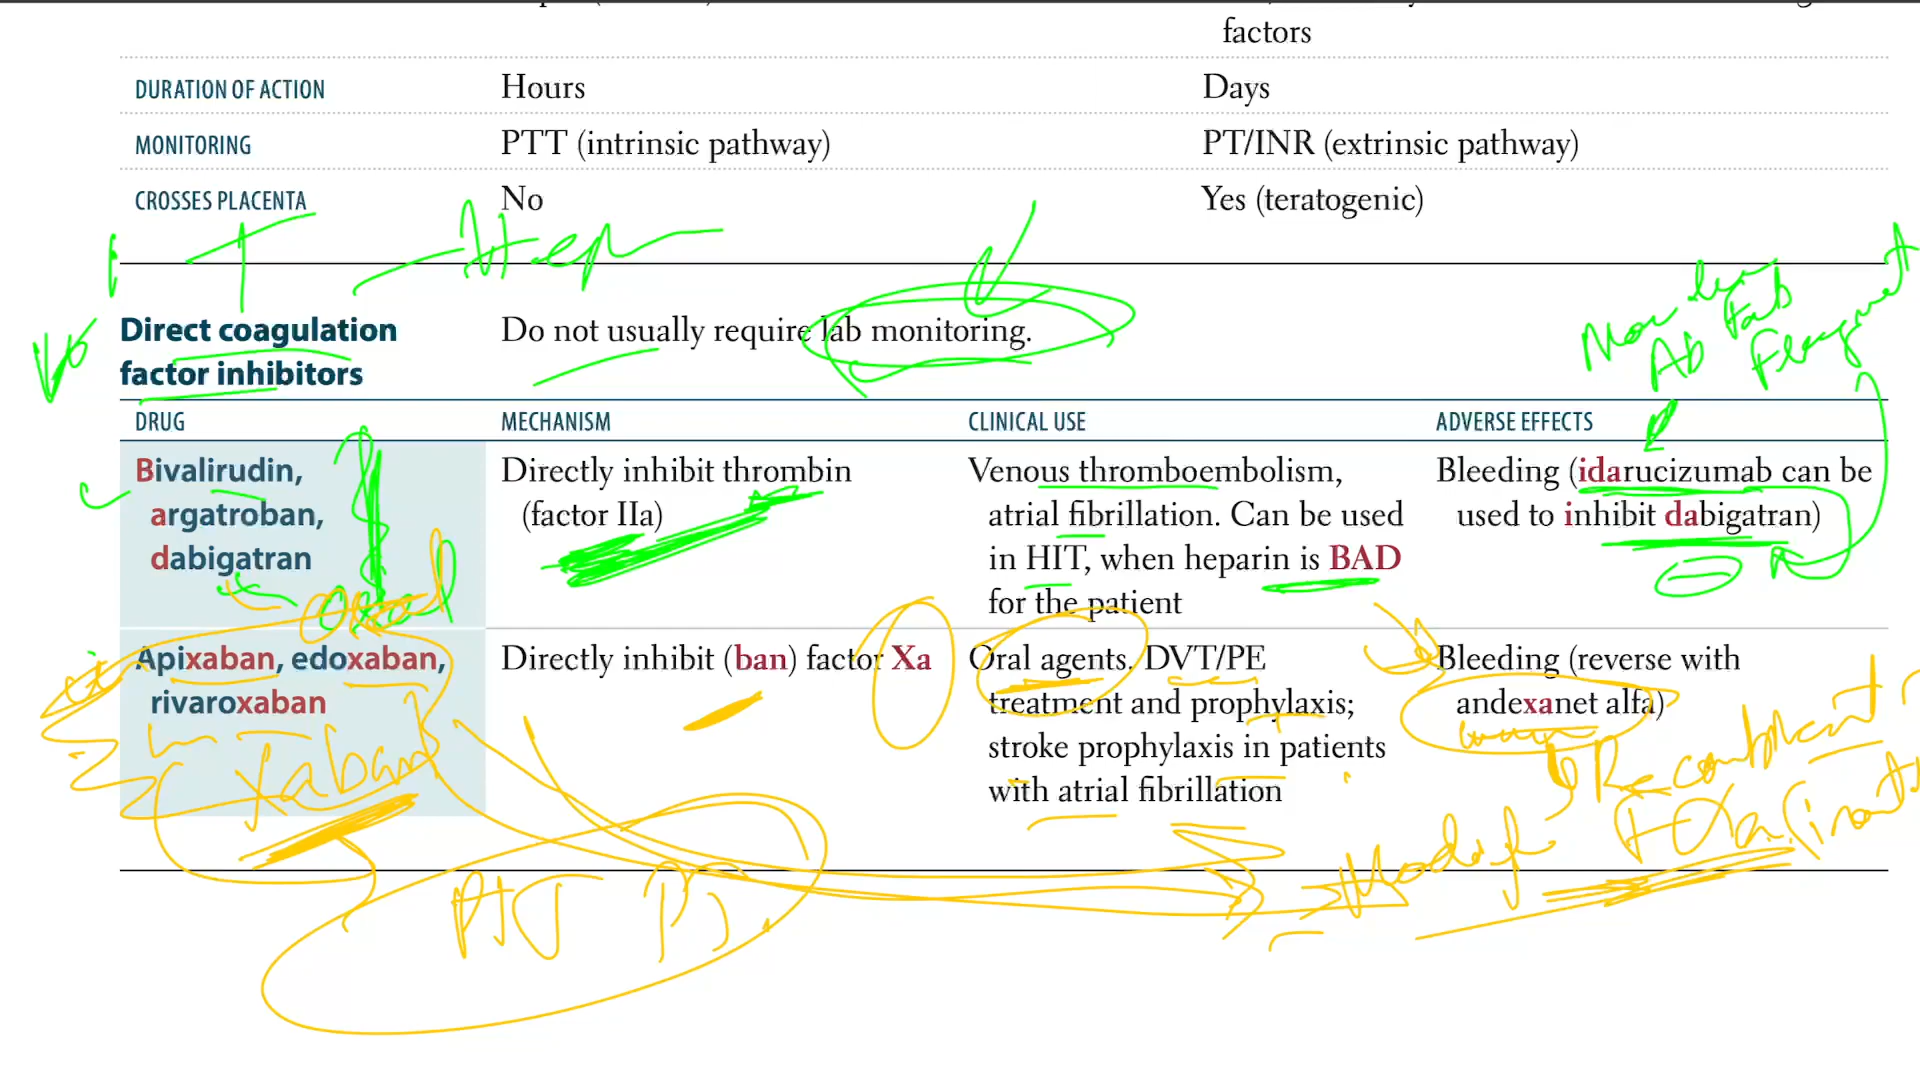 factors
DURATION OF ACTION Hours Days
MONITORING PTT (intrinsic pathway) PT/INR (extrinsic pathway)
CROSSES PLACENTA No Yes (teratogenic)
Hep
Direct coagulation
factor inhibitors
Do not usually require lab monitoring.
Ab Fab
DRUG MECHANISM CLINICAL USE ADVERSE EFFECTS
Bivalirudin,
argatroban,
dabigatran
oral
Directly inhibit thrombin
(factor IIa)
Venous thromboembolism,
atrial fibrillation. Can be used
in HIT, when heparin is BAD
for the patient
Bleeding (idarucizumab can be
used to inhibit dabigatran)
Apixaban, edoxaban,
rivaroxaban
xaban
Directly inhibit (ban) factor Xa
Oral agents. DVT/PE
treatment and prophylaxis;
stroke prophylaxis in patients
with atrial fibrillation
Bleeding (reverse with
andexanet alfa)